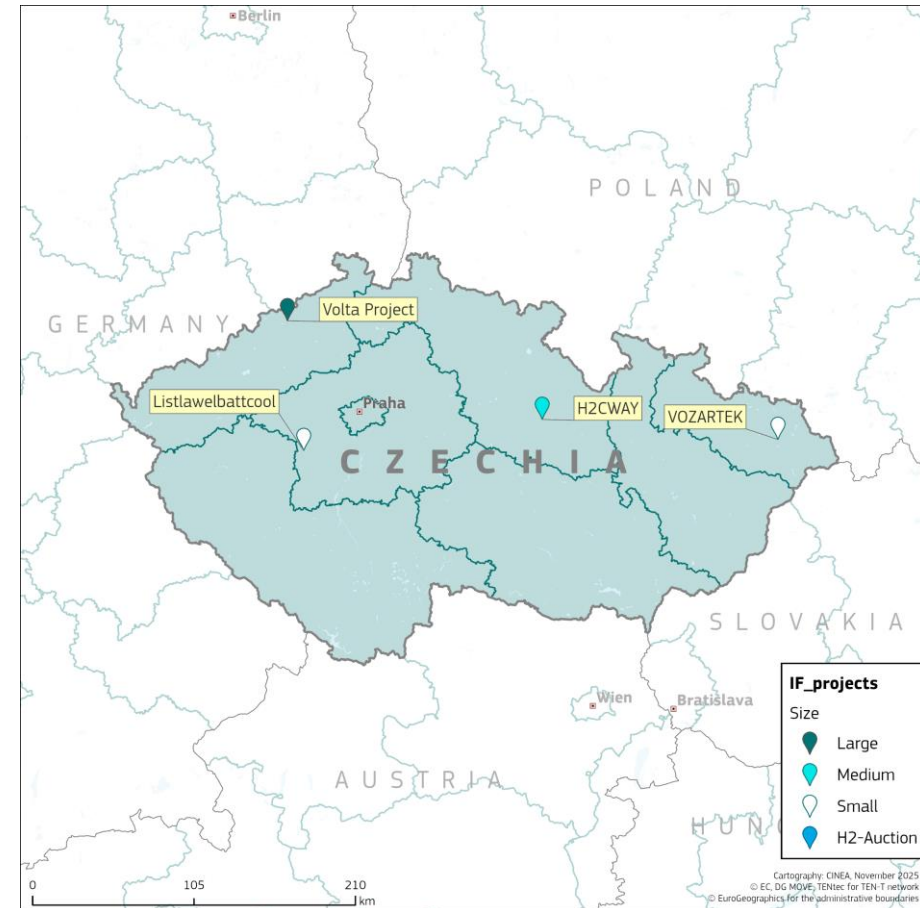 Berlin
POLAND
GERMANY
Volta Project
Listlawelbattcool
Praha
H2CWAY
VOZARTEK
CZECHIA
SLOVAKIA
Wien
Bratislava
AUSTRIA
HUN
IF_projects
Size
Large
Medium
Small
H2-Auction
0 105 210
km
Cartography: CINEA, November 2025
© EC, DG MOVE, TENtec for TEN-T network
© EuroGeographics for the administrative boundaries